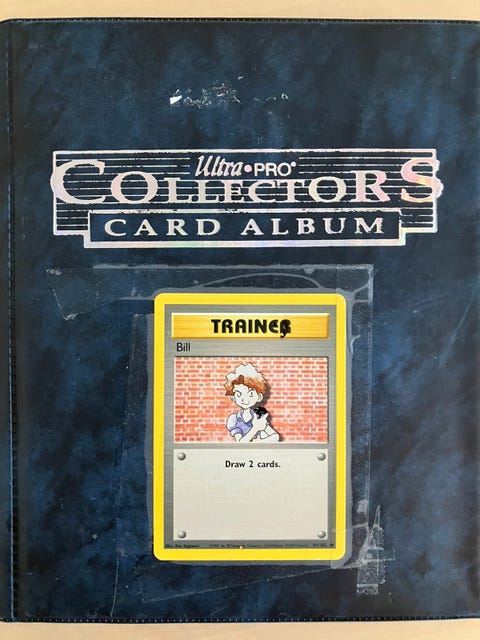 Ultra•PRO®
COLLECTORS
CARD ALBUM
TRAINER
Bill
Draw 2 cards.